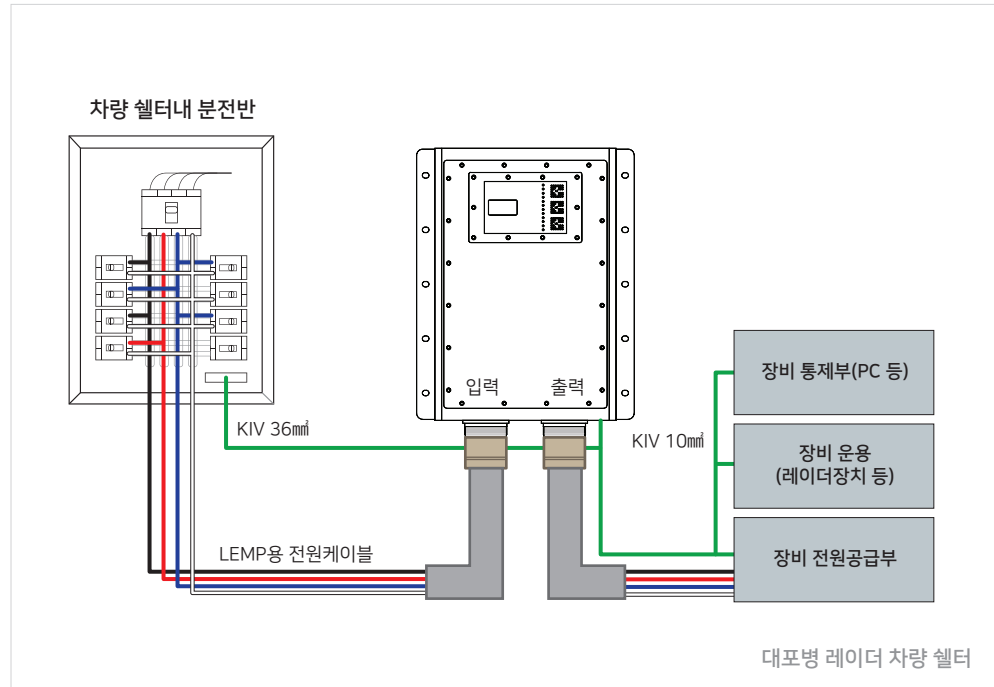 차량 쉘터내 분전반
입력
출력
KIV 36㎟
KIV 10㎟
장비 통제부(PC 등)
장비 운용
(레이더장치 등)
LEMP용 전원케이블
장비 전원공급부
대포병 레이더 차량 쉘터